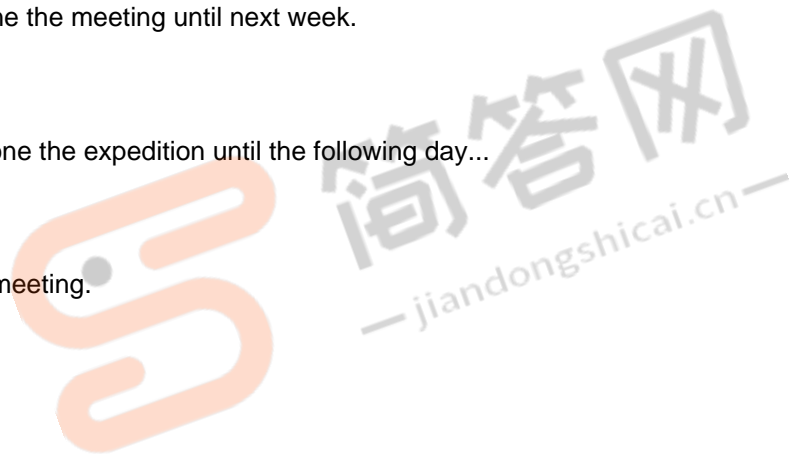 ne the meeting until next week.
one the expedition until the following day...
meeting.
简答网
jiandongshicai.cn